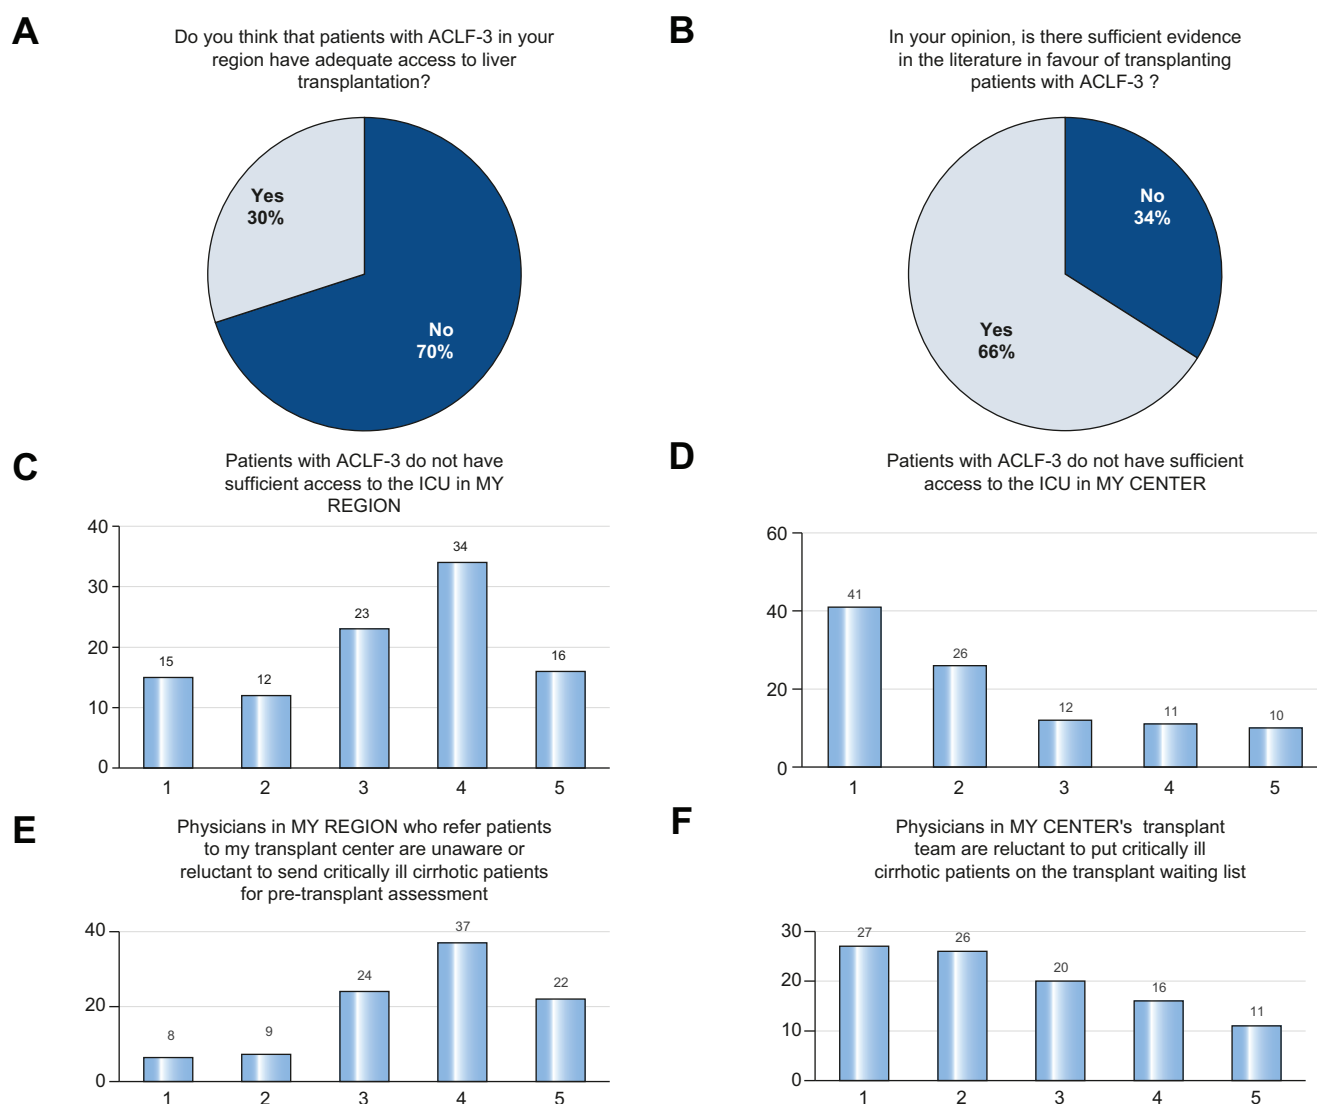 A
Do you think that patients with ACLF-3 in your
region have adequate access to liver
transplantation?
Yes
30%
No
70%
B
In your opinion, is there sufficient evidence
in the literature in favour of transplanting
patients with ACLF-3 ?
No
34%
Yes
66%
C
Patients with ACLF-3 do not have
sufficient access to the ICU in MY
REGION
40
30
20
10
0
15
12
23
34
16
1 2 3 4 5
D
Patients with ACLF-3 do not have sufficient
access to the ICU in MY CENTER
60
40
20
0
41
26
12
11
10
1 2 3 4 5
E
Physicians in MY REGION who refer patients
to my transplant center are unaware or
reluctant to send critically ill cirrhotic patients
for pre-transplant assessment
40
20
0
8
9
24
37
22
1 2 3 4 5
F
Physicians in MY CENTER's transplant
team are reluctant to put critically ill
cirrhotic patients on the transplant waiting list
30
20
10
0
27
26
20
16
11
1 2 3 4 5